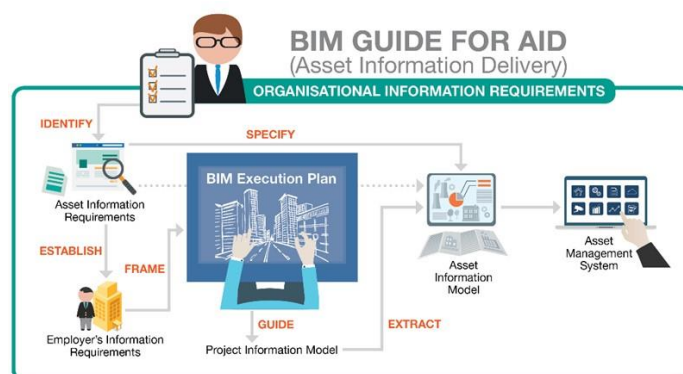 BIM GUIDE FOR AID
(Asset Information Delivery)
ORGANISATIONAL INFORMATION REQUIREMENTS
IDENTIFY
SPECIFY
BIM Execution Plan
Asset Information
Requirements
ESTABLISH
FRAME
Asset
Information
Model
Asset
Management
System
Employer's Information
Requirements
GUIDE
EXTRACT
Project Information Model